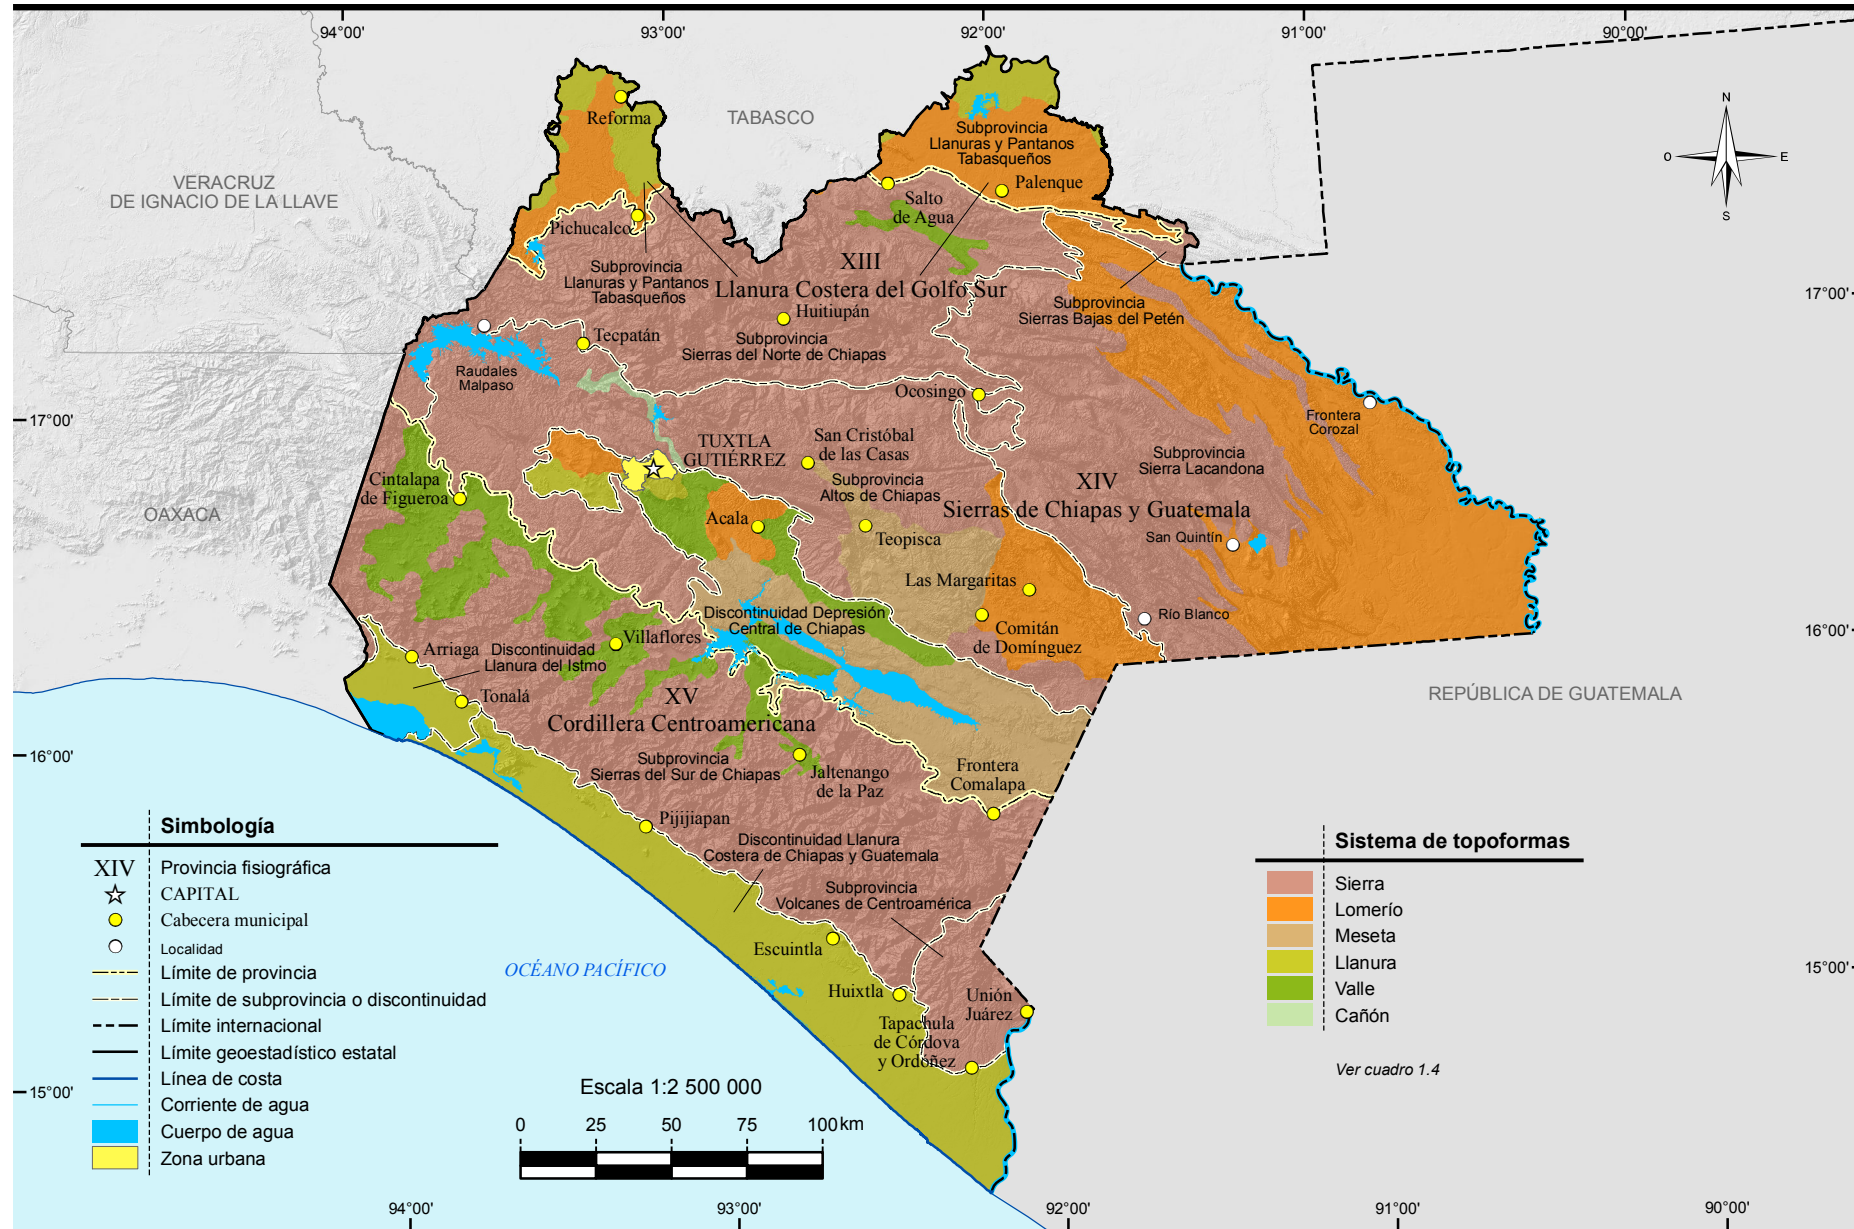 94°00'
93°00'
92°00'
91°00'
90°00'
N
O
E
S
TABASCO
VERACRUZ
DE IGNACIO DE LA LLAVE
OAXACA
REPÚBLICA DE GUATEMALA
OCÉANO PACÍFICO
17°00'
16°00'
15°00'
17°00'
16°00'
15°00'
Reforma
Subprovincia
Llanuras y Pantanos
Tabasqueños
Palenque
Salto
de Agua
Pichucalco
Subprovincia
Llanuras y Pantanos
Tabasqueños
XIII
Llanura Costera del Golfo Sur
Huitiupán
Subprovincia
Sierras del Norte de Chiapas
Subprovincia
Sierras Bajas del Petén
Tecpatán
Raudales
Malpaso
Ocosingo
Frontera
Corozal
TUXTLA
GUTIÉRREZ
San Cristóbal
de las Casas
Subprovincia
Altos de Chiapas
Subprovincia
Sierra Lacandona
XIV
Sierras de Chiapas y Guatemala
Cintalapa
de Figueroa
Acala
Teopisca
San Quintín
Las Margaritas
Discontinuidad Depresión
Central de Chiapas
Río Blanco
Comitán
de Domínguez
Villaflores
Arriaga
Discontinuidad
Llanura del Istmo
Tonalá
XV
Cordillera Centroamericana
Subprovincia
Sierras del Sur de Chiapas
Jaltenango
de la Paz
Frontera
Comalapa
Pijijiapan
Discontinuidad Llanura
Costera de Chiapas y Guatemala
Subprovincia
Volcanes de Centroamérica
Escuintla
Huixtla
Unión
Juárez
Tapachula
de Córdova
y Ordóñez
Simbología
XIV Provincia fisiográfica
CAPITAL
Cabecera municipal
Localidad
Límite de provincia
Límite de subprovincia o discontinuidad
Límite internacional
Límite geoestadístico estatal
Línea de costa
Corriente de agua
Cuerpo de agua
Zona urbana
Escala 1:2 500 000
0 25 50 75 100 km
Sistema de topoformas
Sierra
Lomerío
Meseta
Llanura
Valle
Cañón
Ver cuadro 1.4
94°00'
93°00'
92°00'
91°00'
90°00'